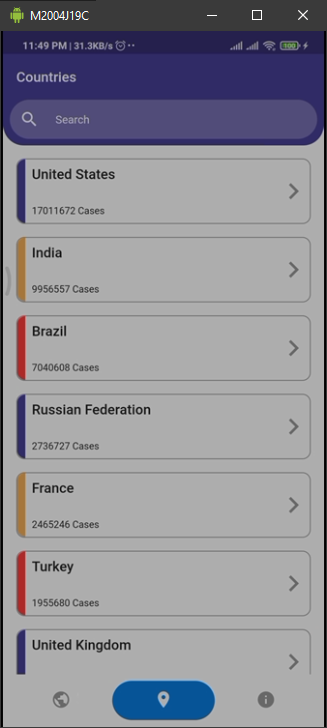 M2004J19C
11:49 PM | 31.3KB/s
100
Countries
Search
United States
17011672 Cases
India
9956557 Cases
Brazil
7040608 Cases
Russian Federation
2736727 Cases
France
2465246 Cases
Turkey
1955680 Cases
United Kingdom